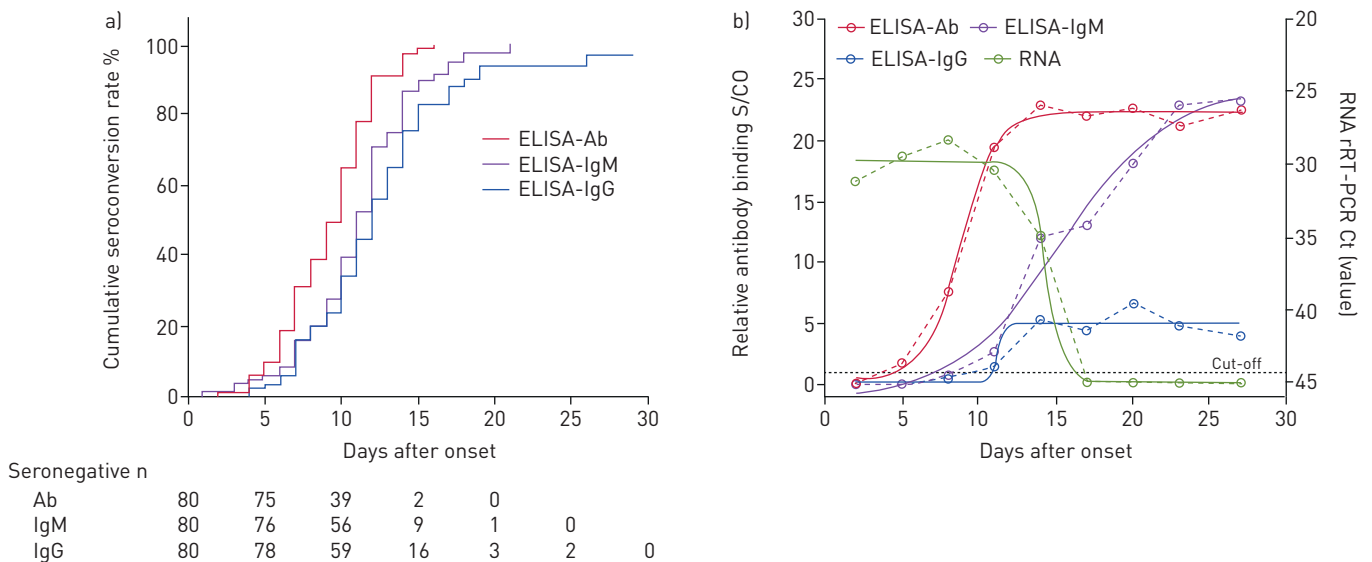 a)
Cumulative seroconversion rate %
100
80
60
40
20
0
ELISA-Ab
ELISA-IgM
ELISA-IgG
0 5 10 15 20 25 30
Days after onset
Seronegative n
Ab 80 75 39 2 0
IgM 80 76 56 9 1 0
IgG 80 78 59 16 3 2 0
b)
Relative antibody binding S/CO
30
25
20
15
10
5
0
ELISA-Ab ELISA-IgM
ELISA-IgG RNA
Cut-off
20
25
30
35
40
45
RNA rRT-PCR Ct (value)
0 5 10 15 20 25 30
Days after onset